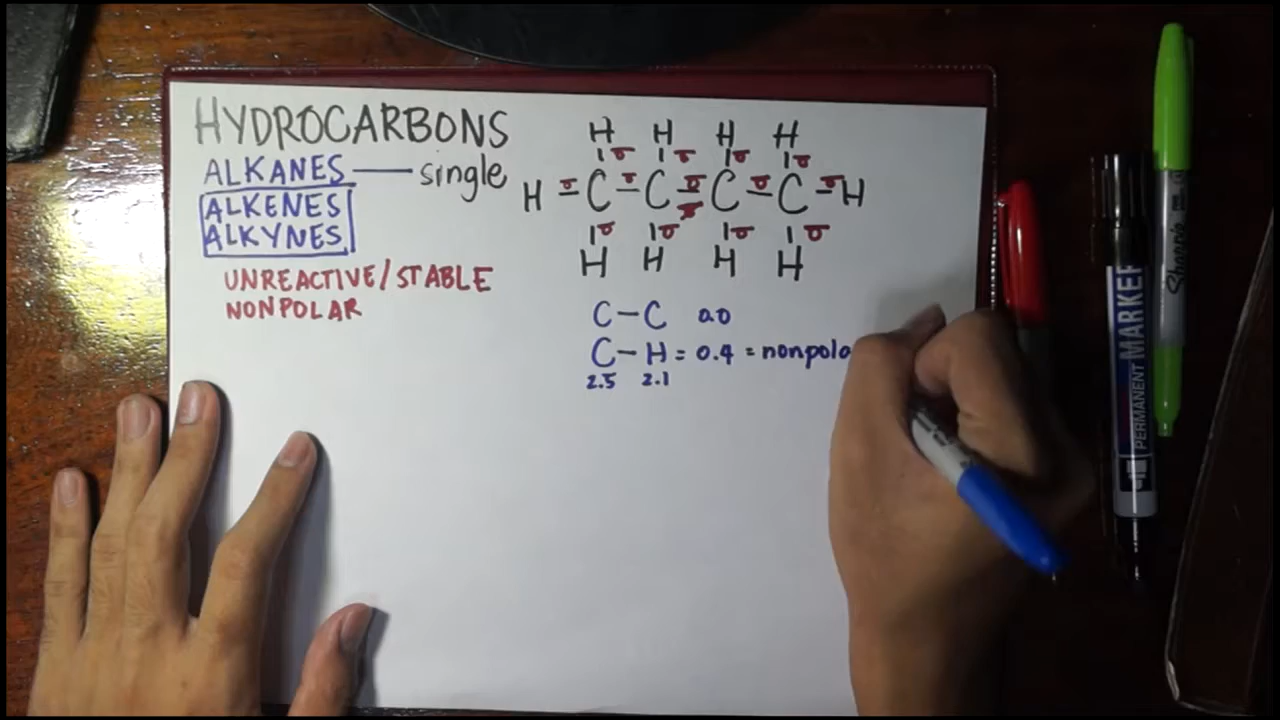 HYDROCARBONS
ALKANES — single
ALKENES
ALKYNES
UNREACTIVE/STABLE
NONPOLAR
H H H H
σ σ σ σ
H σ C σ C σ C σ C σ H
σ σ σ σ
H H H H
C-C 0.0
C-H = 0.4 = nonpola
2.5 2.1
PERMANENT MARKER
Sharpie